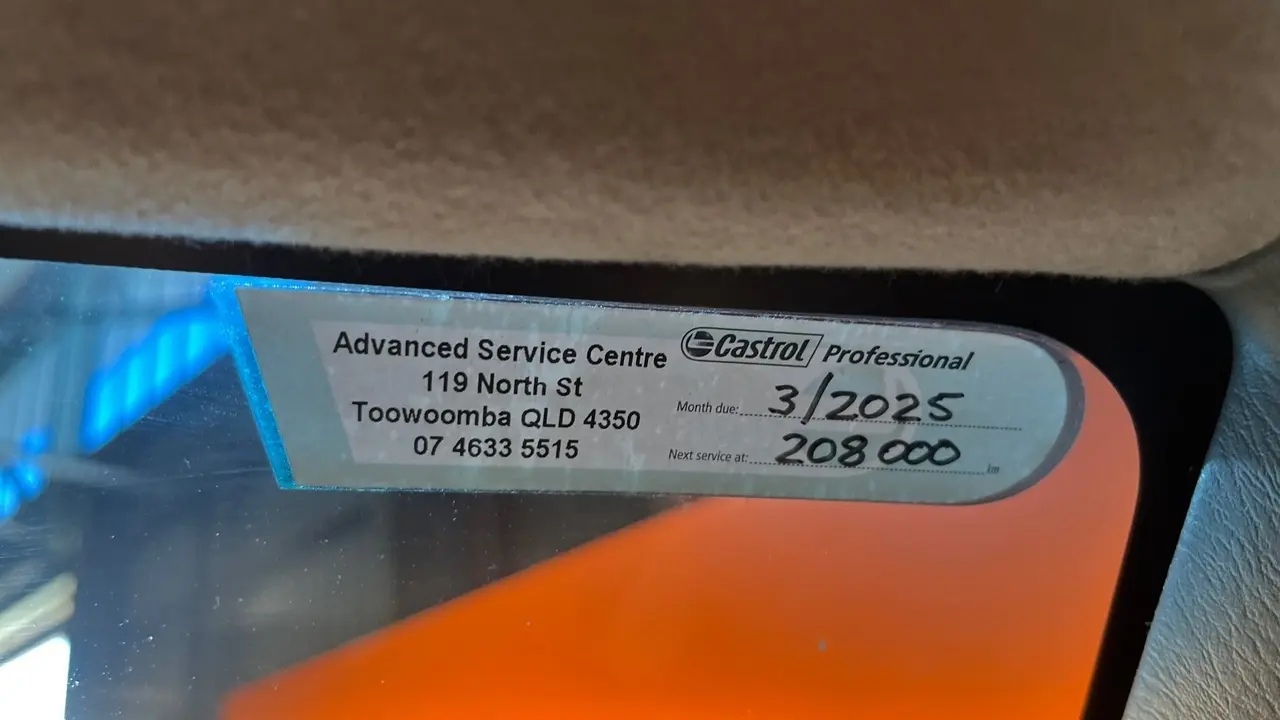 Advanced Service Centre
119 North St
Toowoomba QLD 4350
07 4633 5515
Castrol Professional
Month due: 3/2025
Next service at: 208 000 km